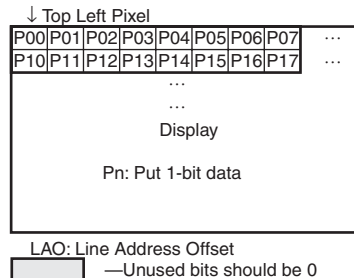 ↓ Top Left Pixel
P00 P01 P02 P03 P04 P05 P06 P07 ...
P10 P11 P12 P13 P14 P15 P16 P17 ...
...
...
Display
Pn: Put 1-bit data
LAO: Line Address Offset
—Unused bits should be 0